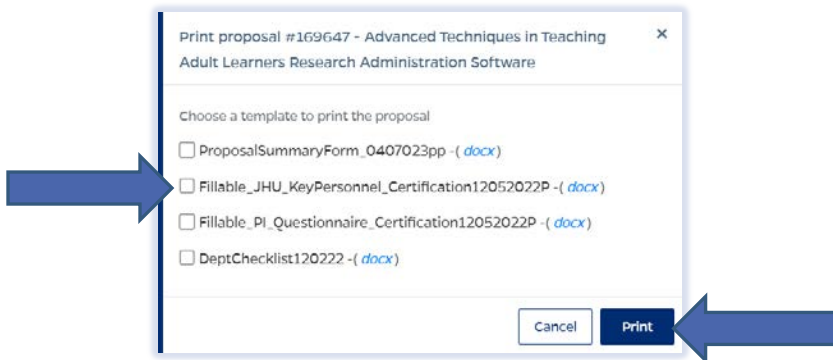 Print proposal #169647 - Advanced Techniques in Teaching
Adult Learners Research Administration Software
×
Choose a template to print the proposal
ProposalSummaryForm_0407023pp -( docx )
Fillable_JHU_KeyPersonnel_Certification12052022P -( docx )
Fillable_PI_Questionnaire_Certification12052022P -( docx )
DeptChecklist120222 -( docx )
Cancel Print